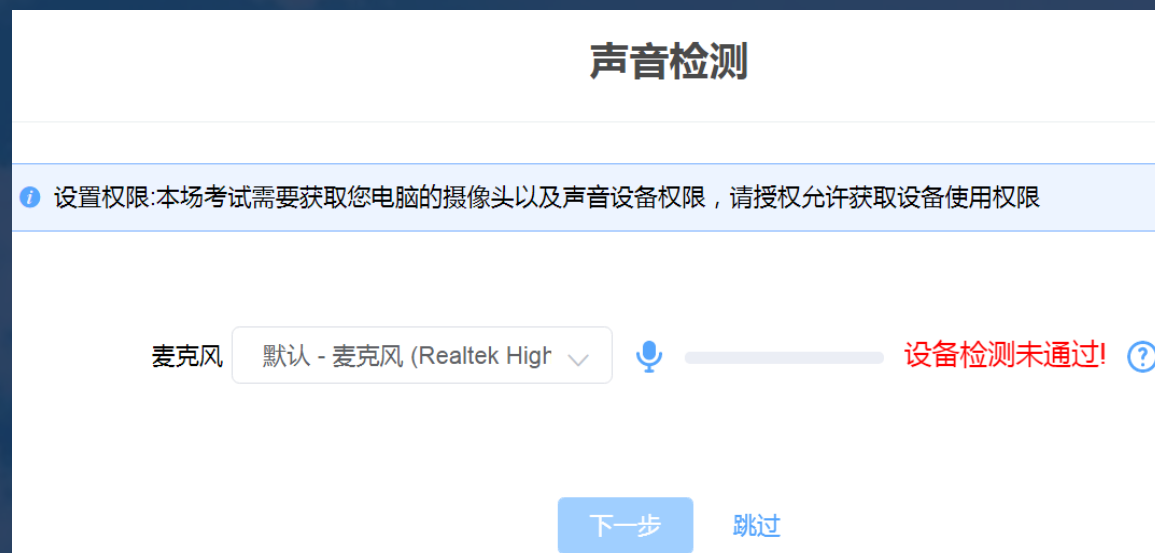 声音检测
设置权限:本场考试需要获取您电脑的摄像头以及声音设备权限，请授权允许获取设备使用权限
麦克风 默认 - 麦克风 (Realtek High 设备检测未通过!
下一步 跳过